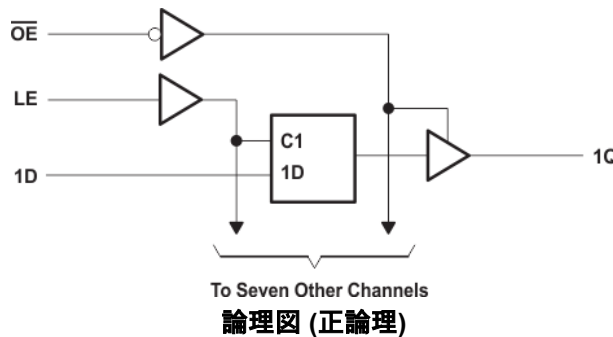 OE
LE
C1
1D
1D
1Q
To Seven Other Channels
論理図 (正論理)